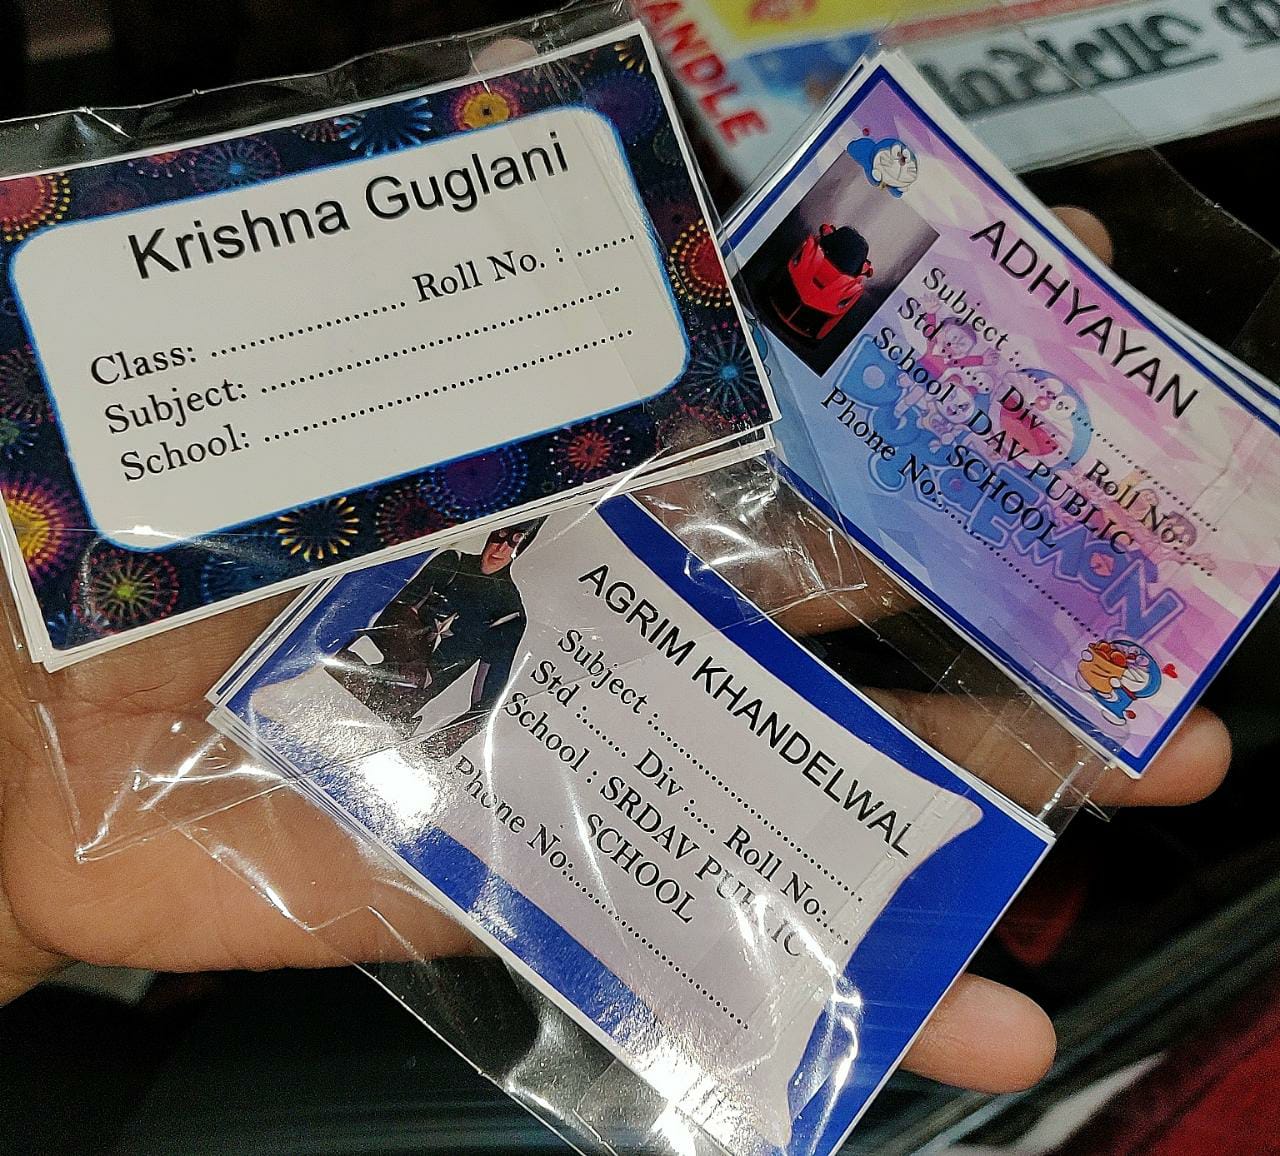 Krishna Guglani
Class: .................... Roll No. : .......
Subject: ............................................
School: .............................................
ANDLE
ADHYAYAN
Subject :............................
Std ....... Div ..... Roll No.......
School : DAV PUBLIC
SCHOOL
Phone No:......................
DORAEMON
AGRIM KHANDELWAL
Subject :..............................
Std :....... Div :..... Roll No:....
School : SRDAV PUBLIC
SCHOOL
Phone No:..........................